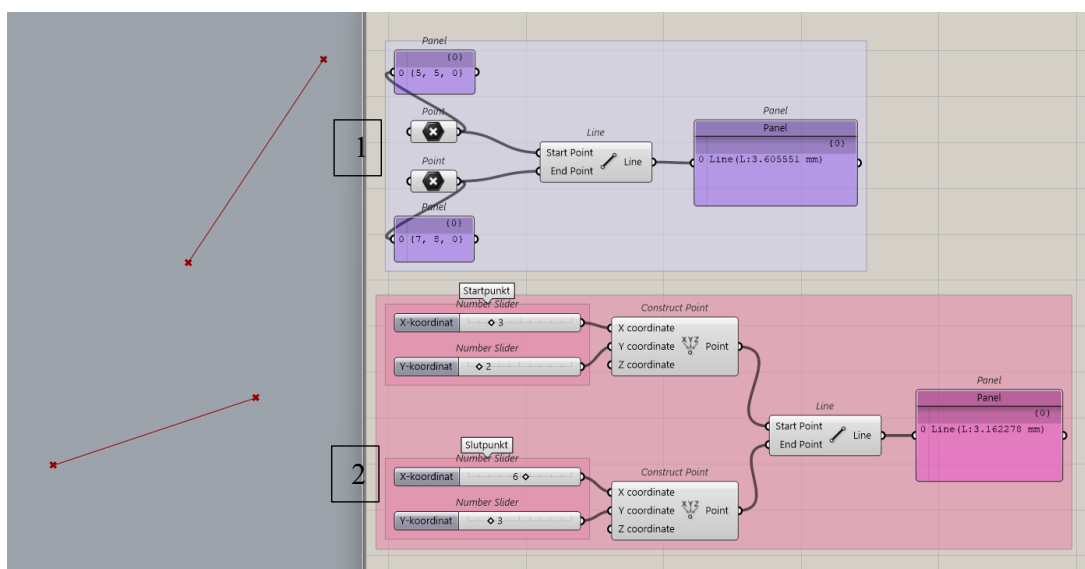 Panel
{0}
0 {5, 5, 0}
Point
1
Point
Panel
{0}
0 {7, 8, 0}
Line
Start Point
End Point
Line
Panel
Panel
{0}
0 Line(L:3.605551 mm)
Startpunkt
Number Slider
X-koordinat 3
Number Slider
Y-koordinat 2
Construct Point
X coordinate
Y coordinate
Z coordinate
XYZ
Point
2
Slutpunkt
Number Slider
X-koordinat 6
Number Slider
Y-koordinat 3
Construct Point
X coordinate
Y coordinate
Z coordinate
XYZ
Point
Line
Start Point
End Point
Line
Panel
Panel
{0}
0 Line(L:3.162278 mm)